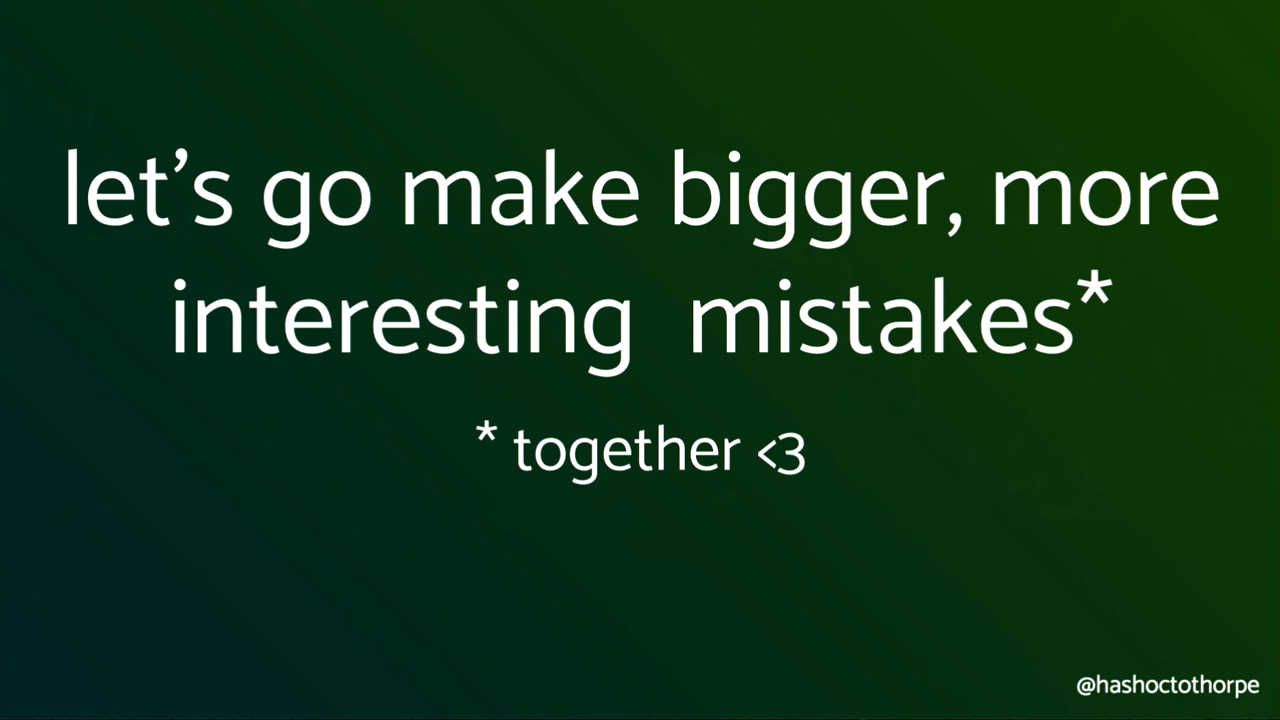 let's go make bigger, more
interesting  mistakes*
* together <3
@hashoctothorpe